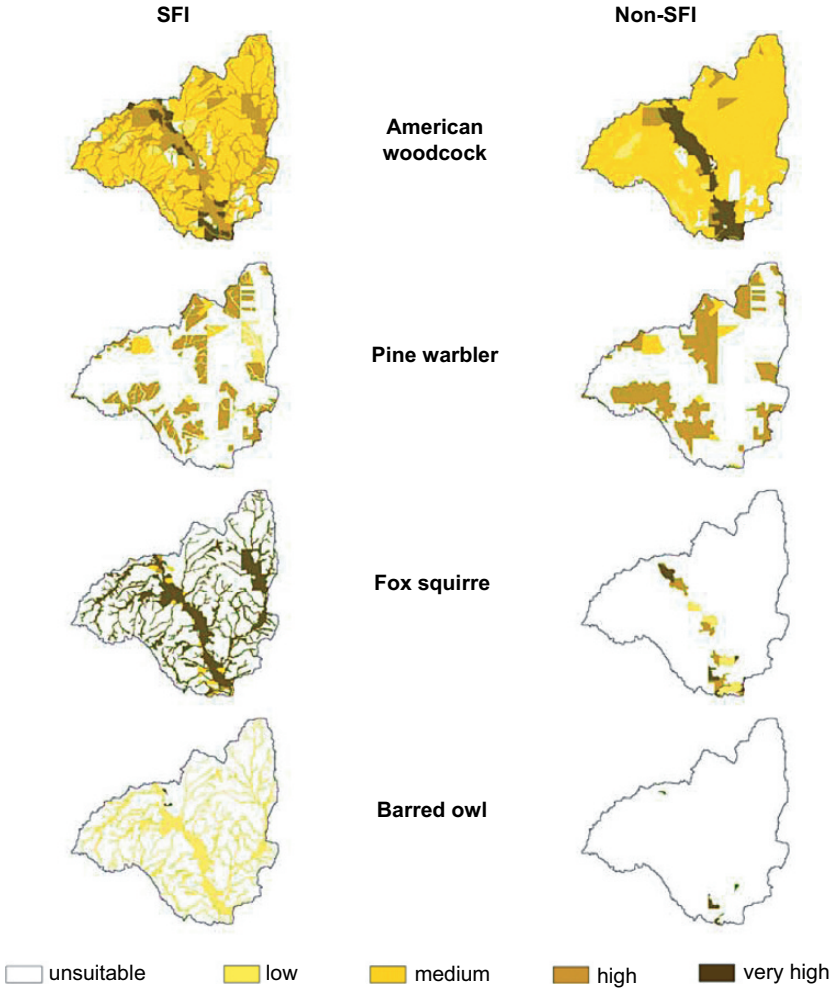 SFI
Non-SFI
American
woodcock
Pine warbler
Fox squirre
Barred owl
unsuitable
low
medium
high
very high